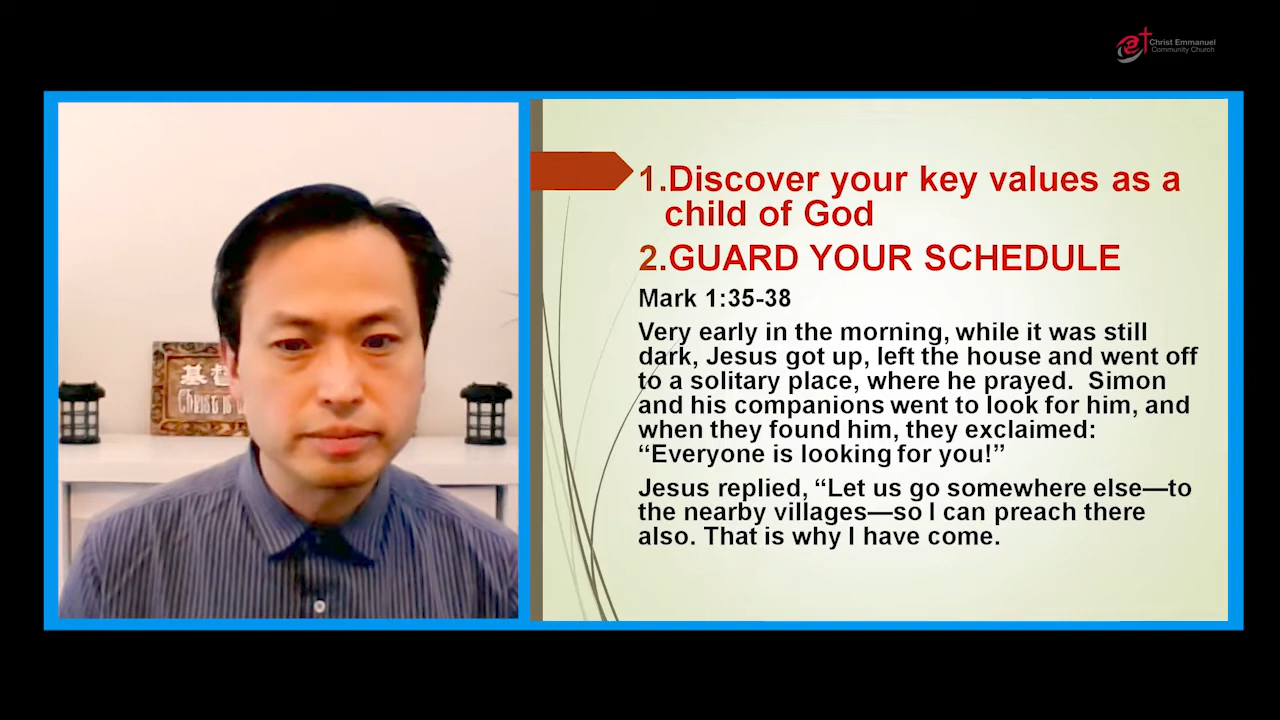 Christ Emmanuel
Community Church
基督
Christ is
1.Discover your key values as a
child of God
2.GUARD YOUR SCHEDULE
Mark 1:35-38
Very early in the morning, while it was still
dark, Jesus got up, left the house and went off
to a solitary place, where he prayed.  Simon
and his companions went to look for him, and
when they found him, they exclaimed:
“Everyone is looking for you!”
Jesus replied, “Let us go somewhere else—to
the nearby villages—so I can preach there
also. That is why I have come.